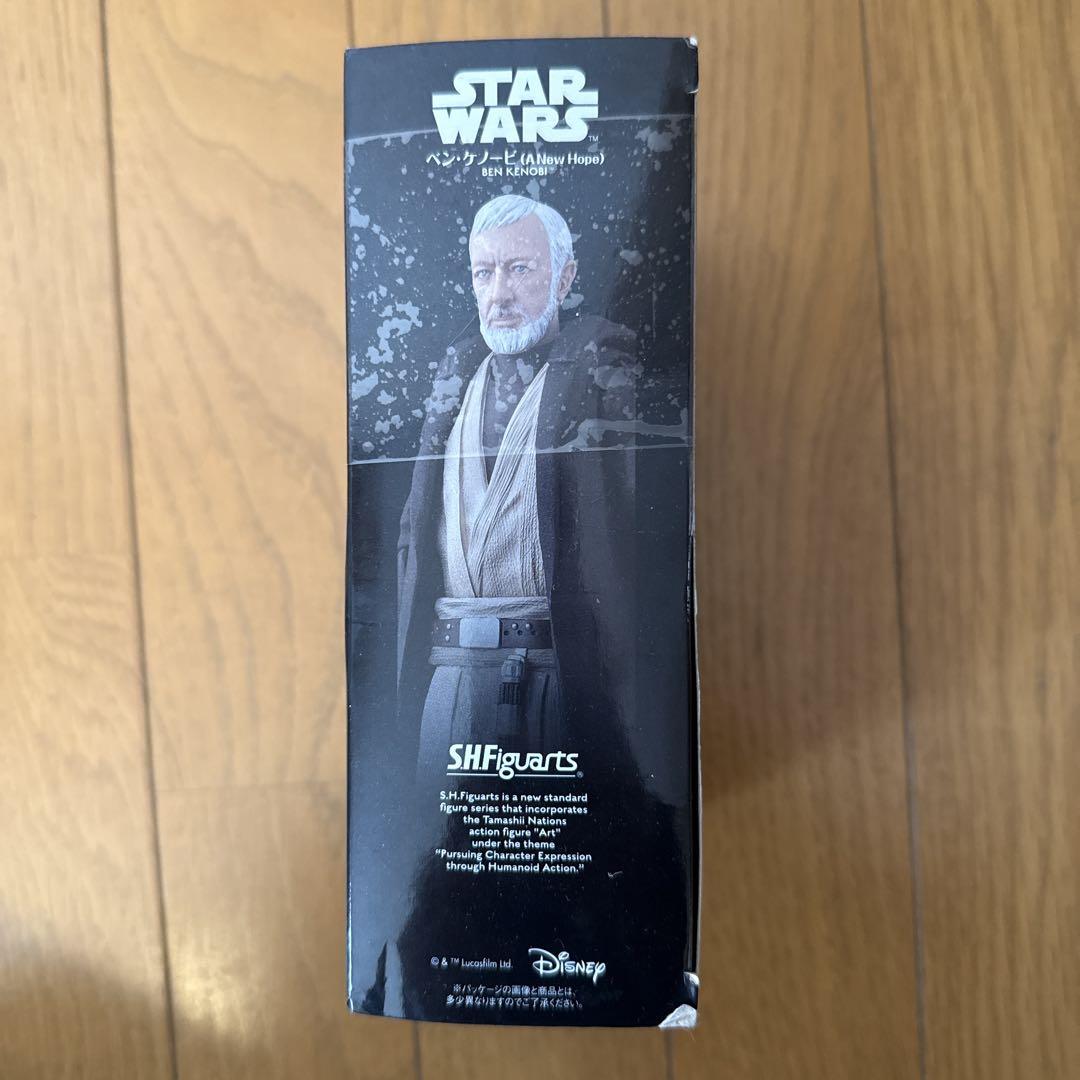 STAR
WARS™
ベン・ケノービ (A New Hope)
BEN KENOBI
S.H.Figuarts®
S.H.Figuarts is a new standard
figure series that incorporates
the Tamashii Nations
action figure "Art"
under the theme
"Pursuing Character Expression
through Humanoid Action."
© & ™ Lucasfilm Ltd. Disney
※パッケージの画像と商品とは、
多少異なりますのでご了承ください。